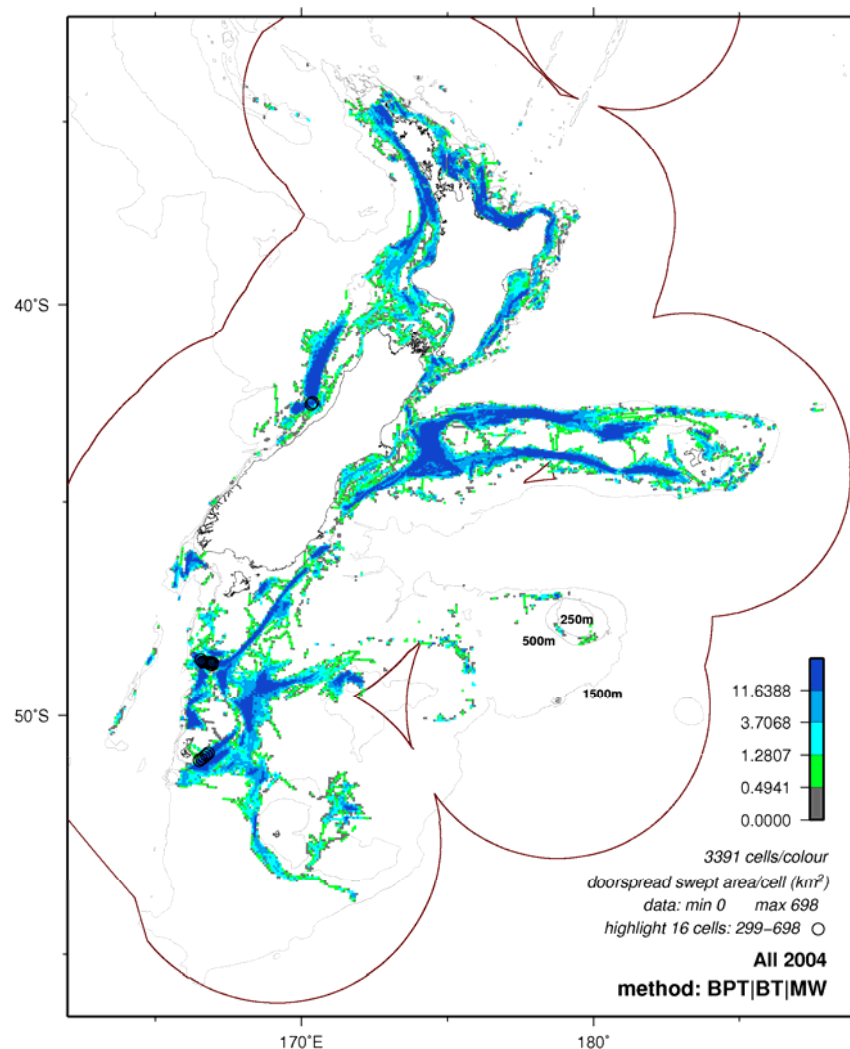 40°S
250m
500m
1500m
50°S
11.6388
3.7068
1.2807
0.4941
0.0000
3391 cells/colour
doorspread swept area/cell (km²)
data: min 0 max 698
highlight 16 cells: 299–698
All 2004
method: BPT|BT|MW
170°E
180°